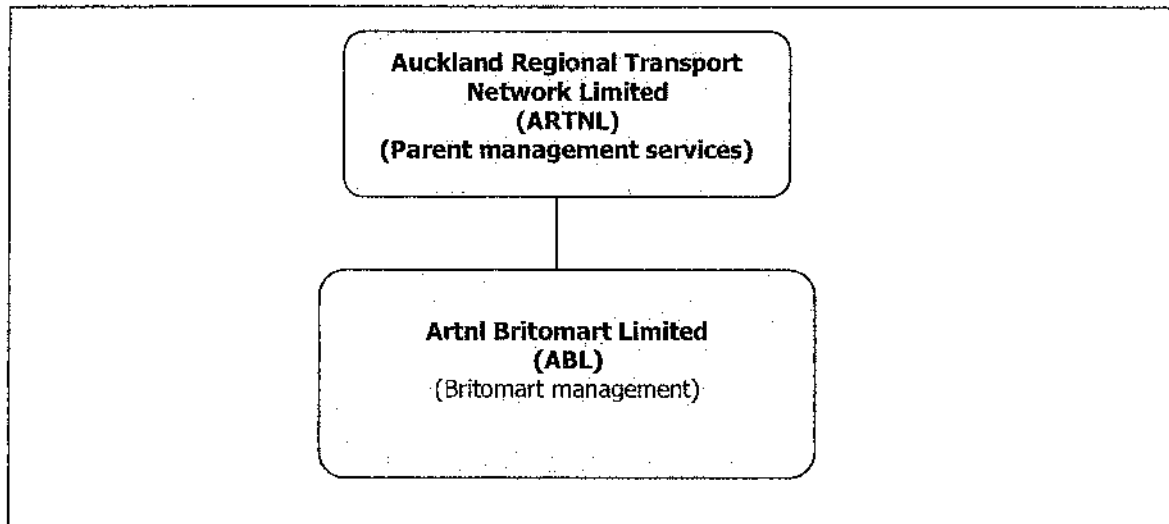 Auckland Regional Transport
Network Limited
(ARTNL)
(Parent management services)
Artnl Britomart Limited
(ABL)
(Britomart management)